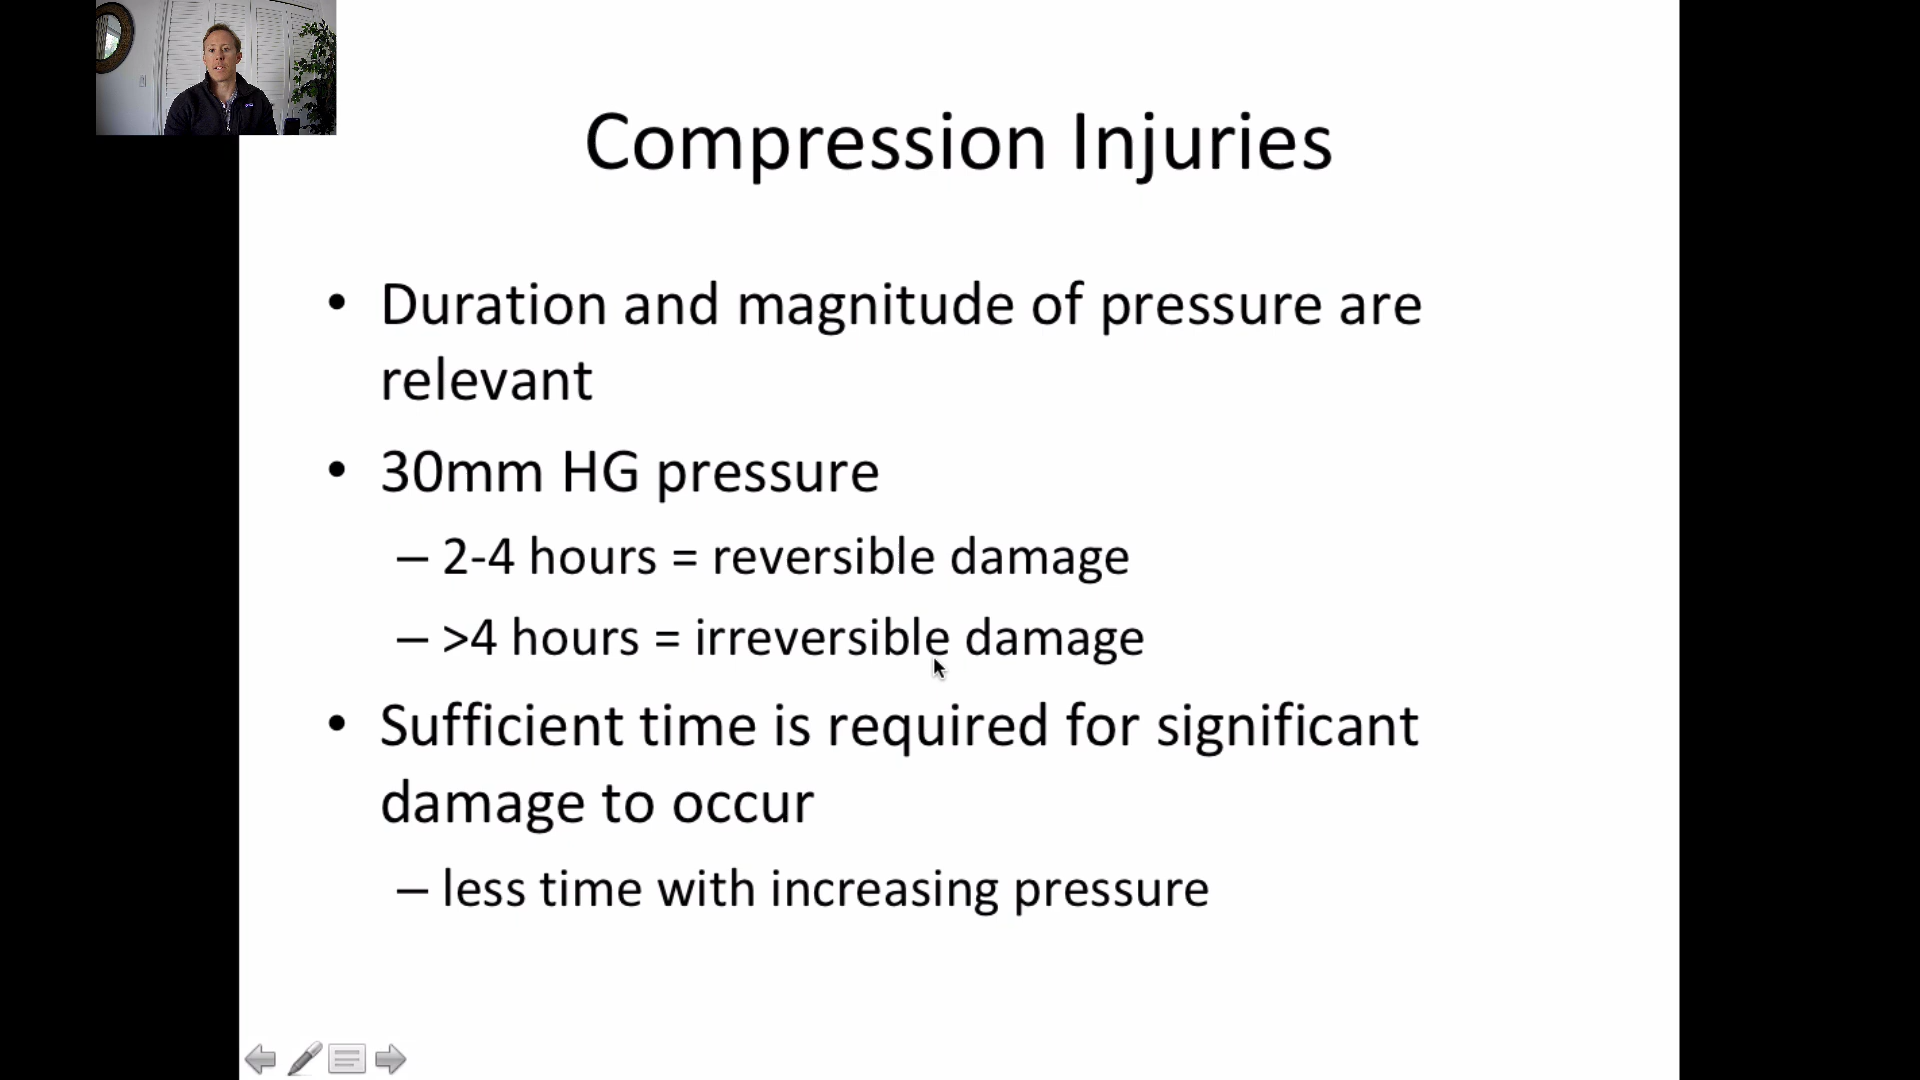 Compression Injuries
• Duration and magnitude of pressure are
relevant
• 30mm HG pressure
– 2-4 hours = reversible damage
– >4 hours = irreversible damage
• Sufficient time is required for significant
damage to occur
– less time with increasing pressure